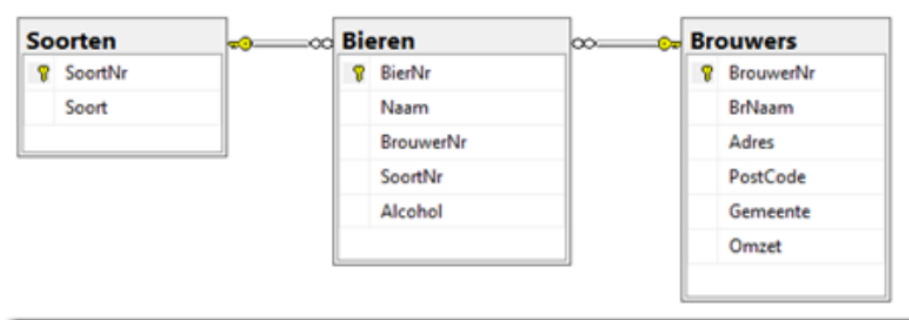 Soorten
SoortNr
Soort
Bieren
BierNr
Naam
BrouwerNr
SoortNr
Alcohol
Brouwers
BrouwerNr
BrNaam
Adres
PostCode
Gemeente
Omzet